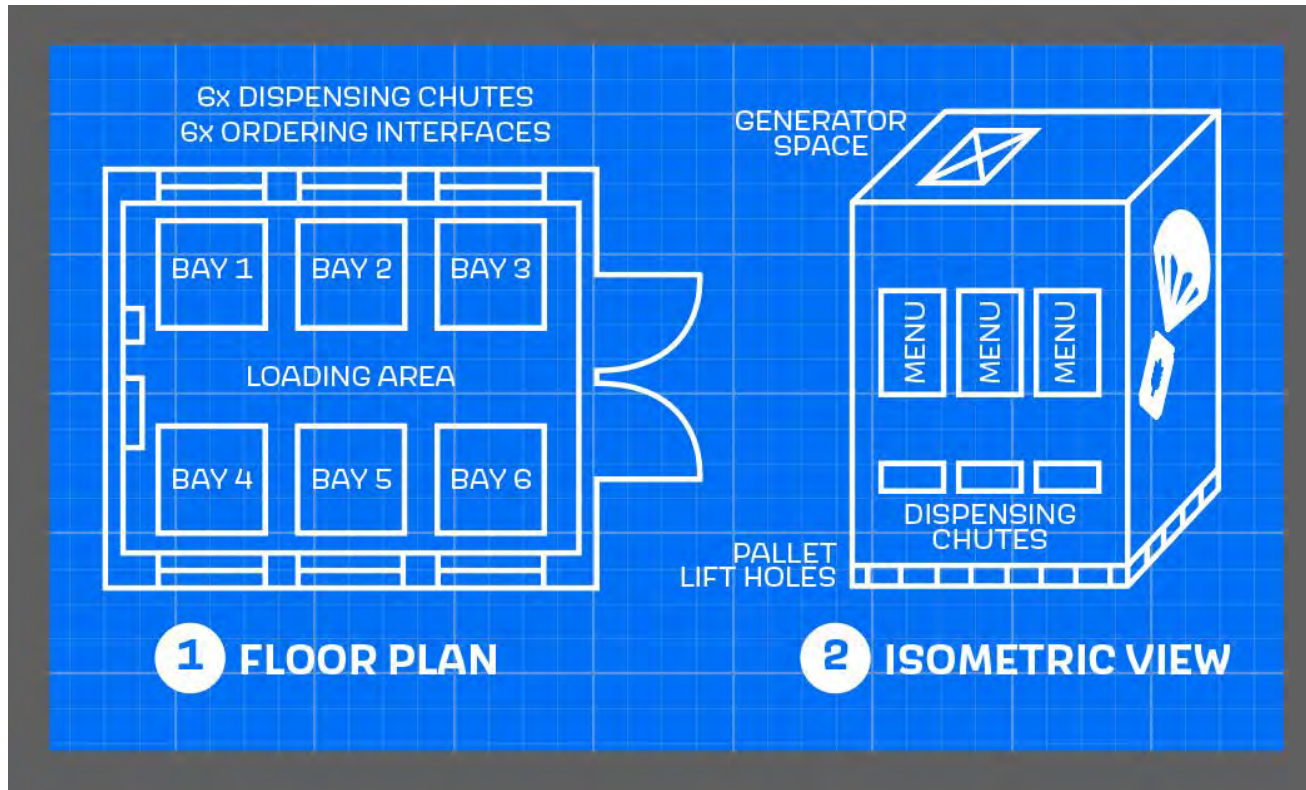 6x DISPENSING CHUTES
6x ORDERING INTERFACES
BAY 1
BAY 2
BAY 3
LOADING AREA
BAY 4
BAY 5
BAY 6
1 FLOOR PLAN
GENERATOR
SPACE
MENU
MENU
MENU
DISPENSING
CHUTES
PALLET
LIFT HOLES
2 ISOMETRIC VIEW